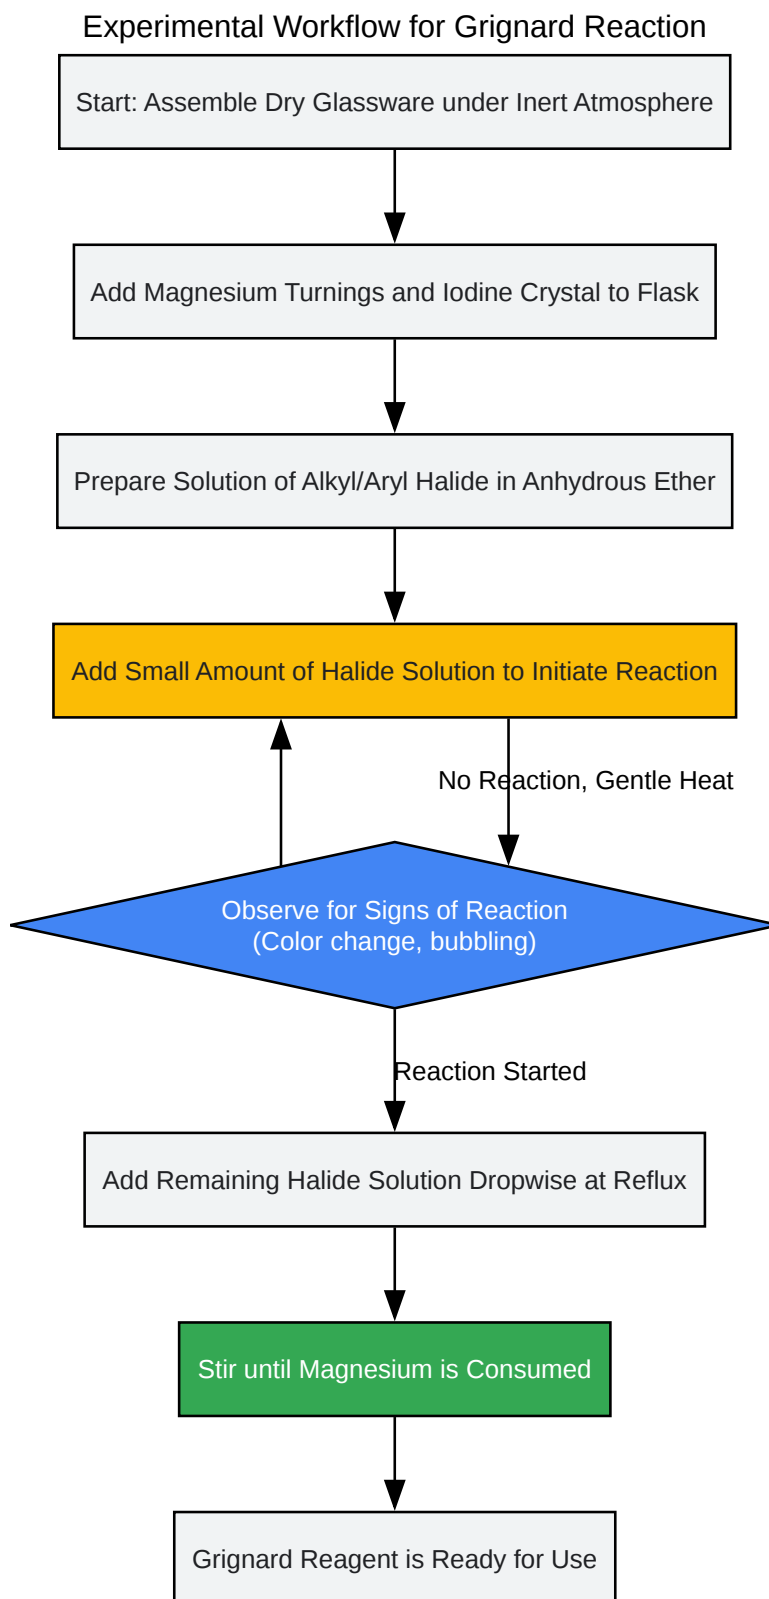 Experimental Workflow for Grignard Reaction
Start: Assemble Dry Glassware under Inert Atmosphere
Add Magnesium Turnings and Iodine Crystal to Flask
Prepare Solution of Alkyl/Aryl Halide in Anhydrous Ether
Add Small Amount of Halide Solution to Initiate Reaction
No Reaction, Gentle Heat
Observe for Signs of Reaction
(Color change, bubbling)
Reaction Started
Add Remaining Halide Solution Dropwise at Reflux
Stir until Magnesium is Consumed
Grignard Reagent is Ready for Use